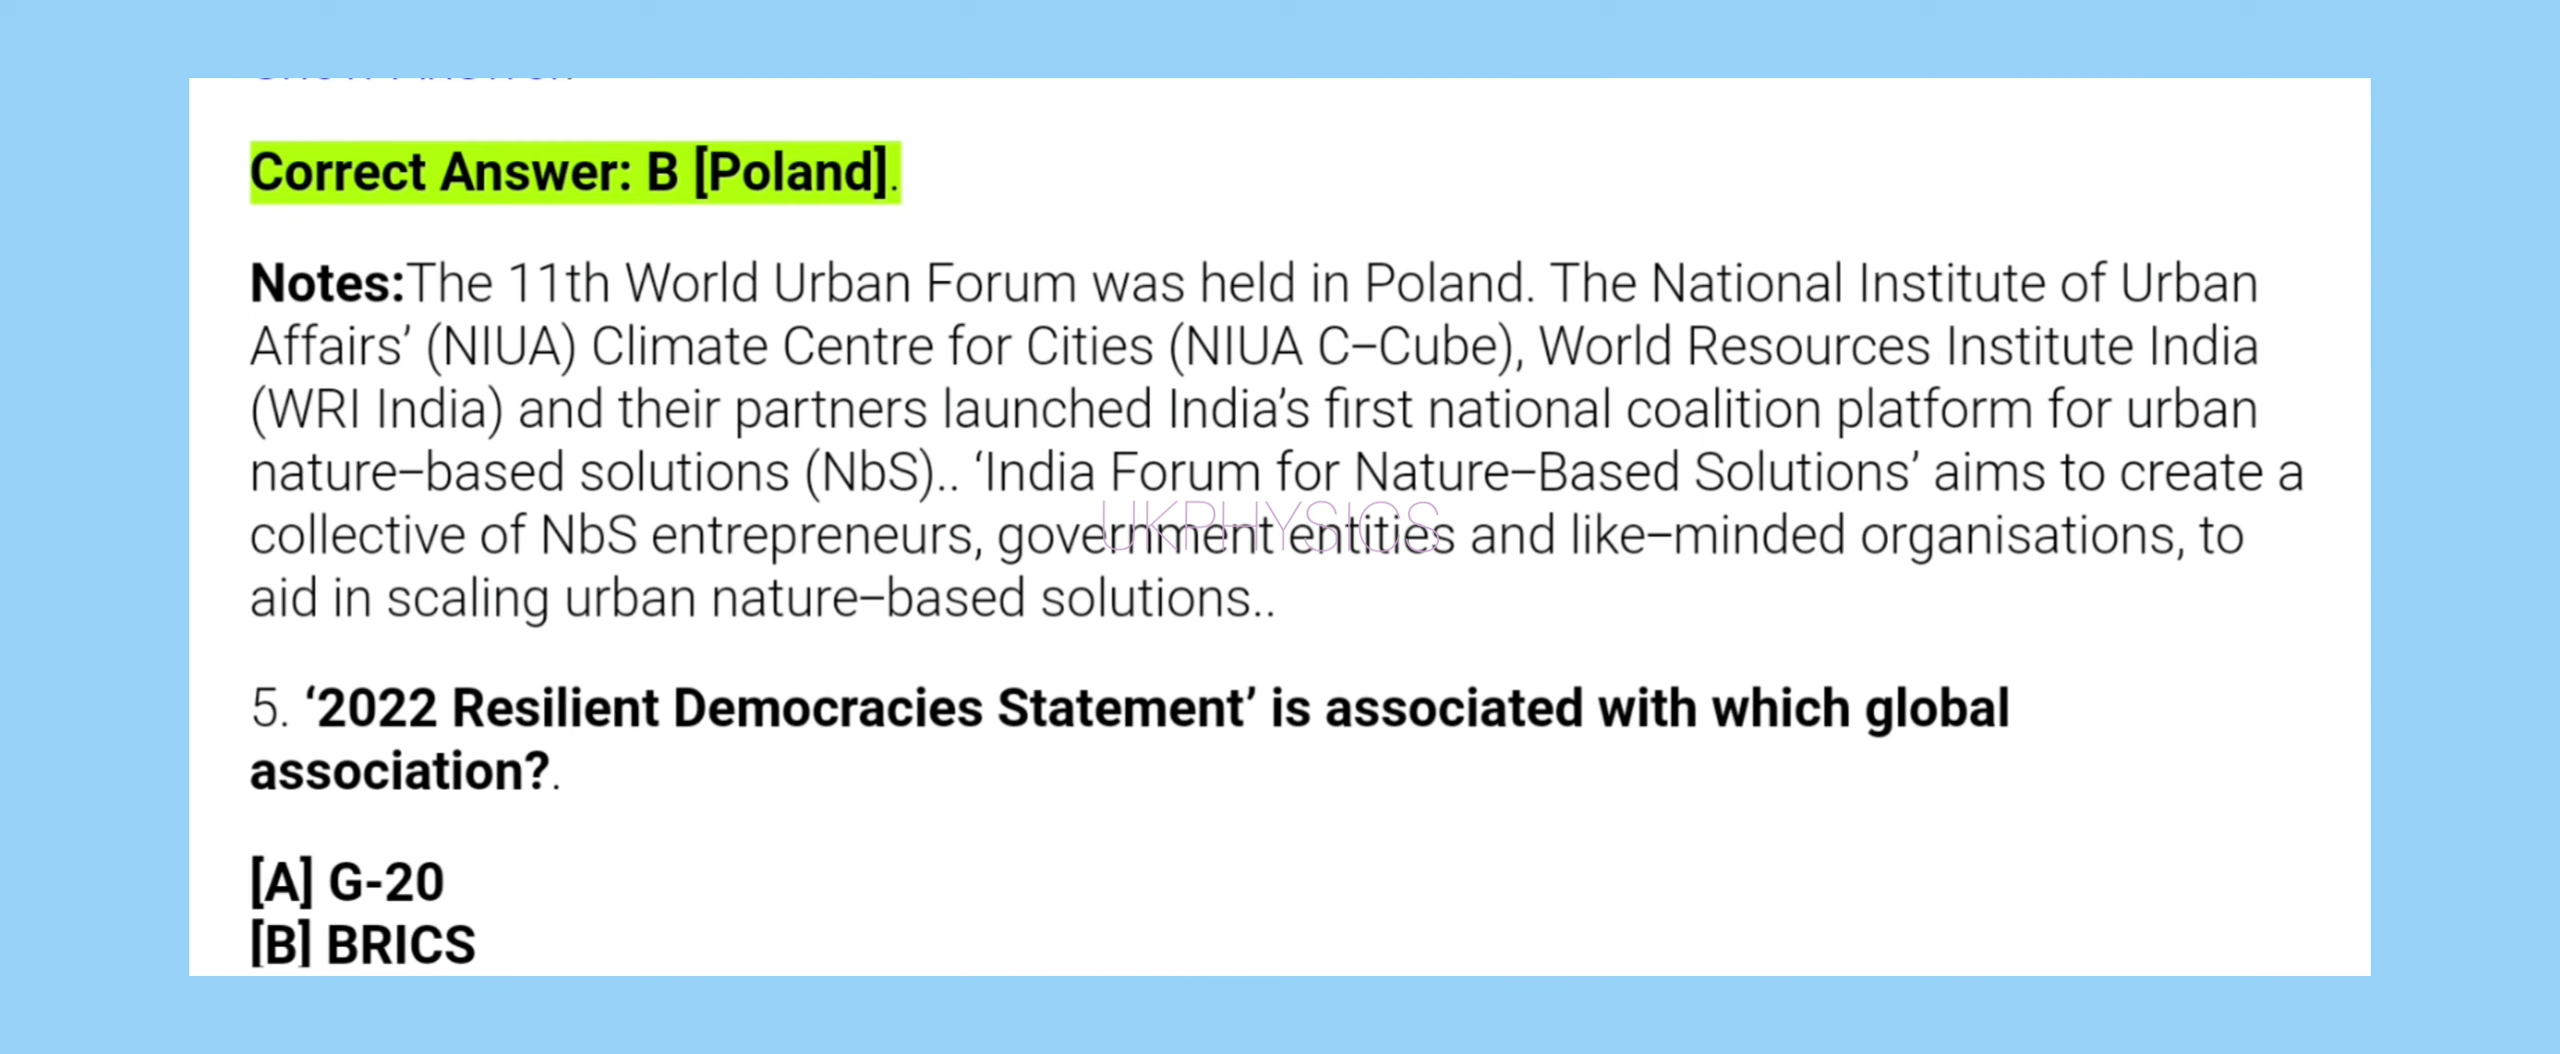 Correct Answer: B [Poland].
Notes:The 11th World Urban Forum was held in Poland. The National Institute of Urban
Affairs’ (NIUA) Climate Centre for Cities (NIUA C–Cube), World Resources Institute India
(WRI India) and their partners launched India’s first national coalition platform for urban
nature–based solutions (NbS).. ‘India Forum for Nature–Based Solutions’ aims to create a
collective of NbS entrepreneurs, government entities and like–minded organisations, to
UKPHYSICS
aid in scaling urban nature–based solutions..
5. ‘2022 Resilient Democracies Statement’ is associated with which global
association?.
[A] G-20
[B] BRICS